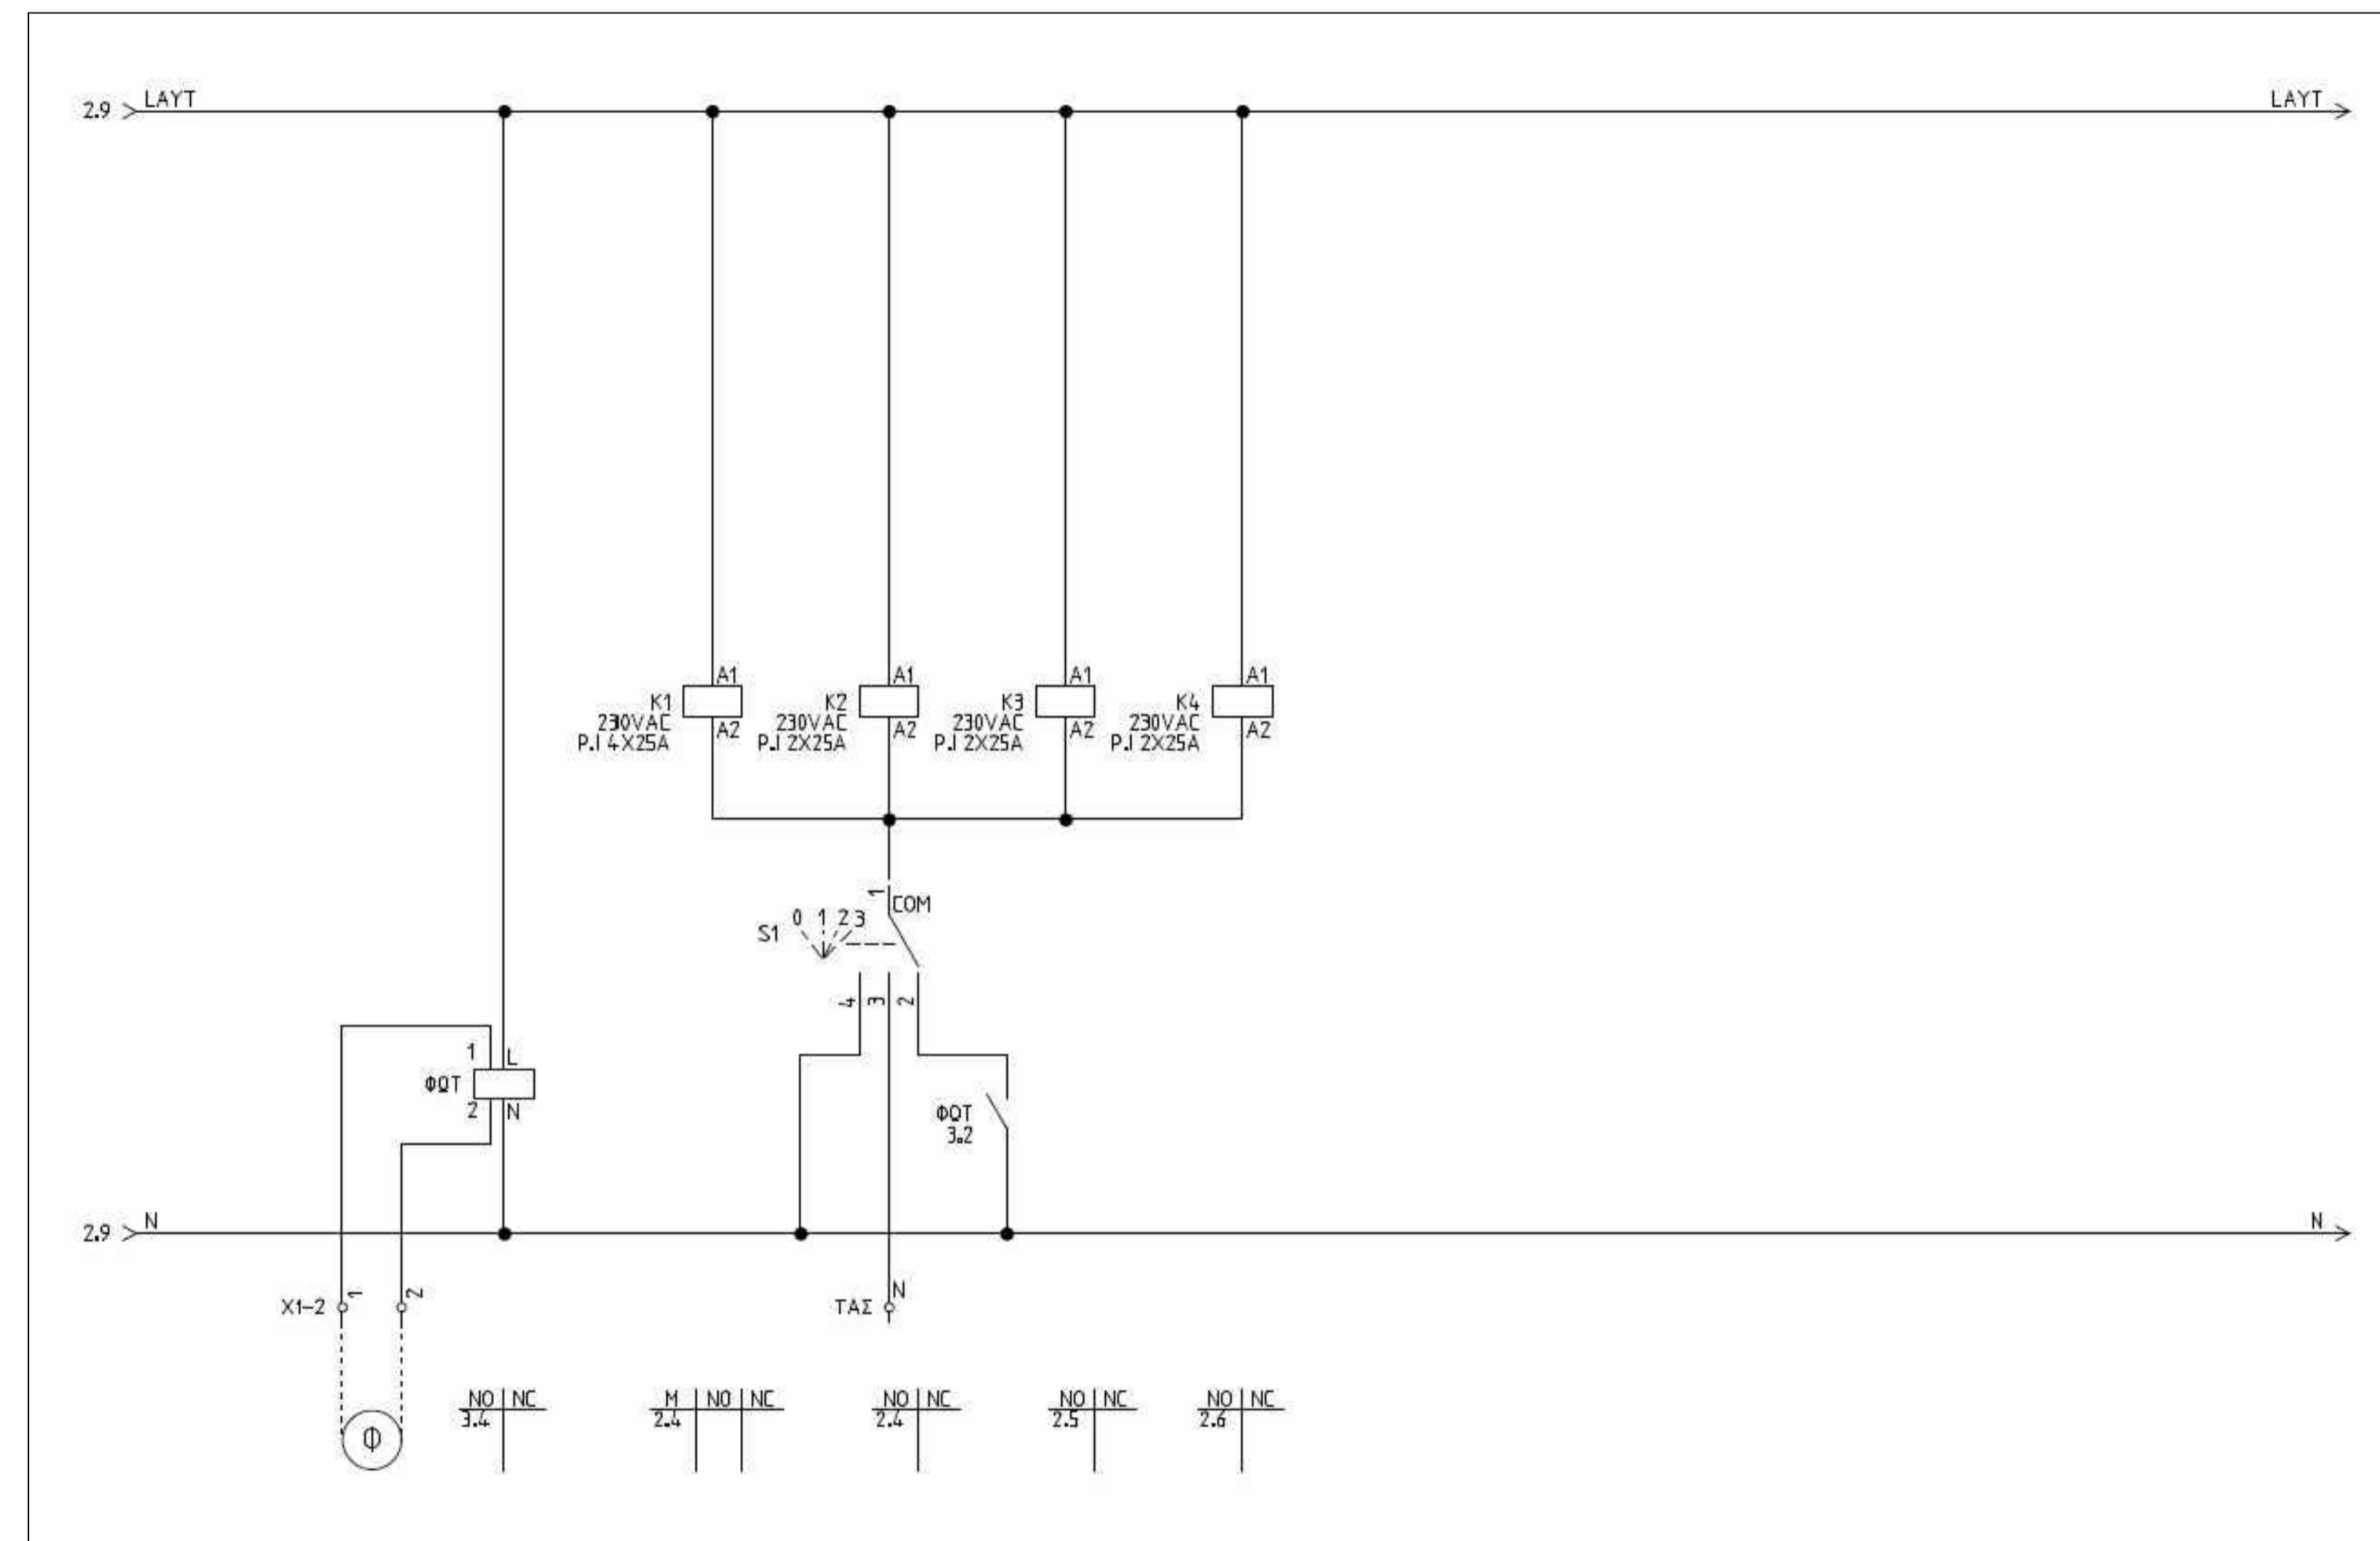 2.9 LAYT LAYT
A1 A1 A1 A1
K1 K2 K3 K4
230VAC 230VAC 230VAC 230VAC
P.I 4X25A P.I 2X25A P.I 2X25A P.I 2X25A
A2 A2 A2 A2
1 COM
0 1 2 3
S1
4 3 2
1 L
ΦΩΤ
2 N
ΦΩΤ
3.2
2.9 N N
X1-2 1 2 ΤΑΣ N
NO NC M NO NC NO NC NO NC NO NC
3.4 2.4 2.4 2.5 2.6
Φ